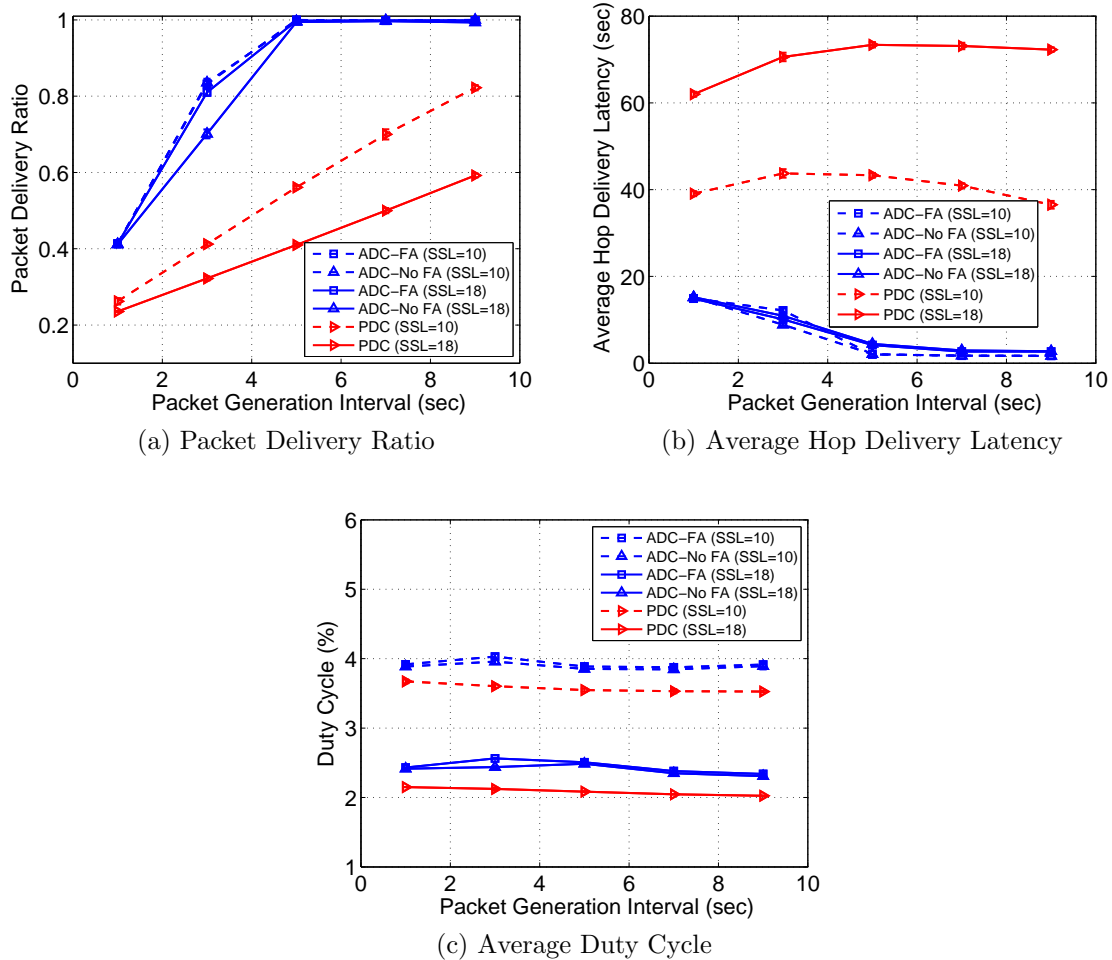 1
0.8
0.6
0.4
0.2
0 2 4 6 8 10
Packet Delivery Ratio
Packet Generation Interval (sec)
ADC−FA (SSL=10)
ADC−No FA (SSL=10)
ADC−FA (SSL=18)
ADC−No FA (SSL=18)
PDC (SSL=10)
PDC (SSL=18)
(a) Packet Delivery Ratio
80
60
40
20
0
0 2 4 6 8 10
Average Hop Delivery Latency (sec)
Packet Generation Interval (sec)
ADC−FA (SSL=10)
ADC−No FA (SSL=10)
ADC−FA (SSL=18)
ADC−No FA (SSL=18)
PDC (SSL=10)
PDC (SSL=18)
(b) Average Hop Delivery Latency
6
5
4
3
2
1
0 2 4 6 8 10
Duty Cycle (%)
Packet Generation Interval (sec)
ADC−FA (SSL=10)
ADC−No FA (SSL=10)
ADC−FA (SSL=18)
ADC−No FA (SSL=18)
PDC (SSL=10)
PDC (SSL=18)
(c) Average Duty Cycle